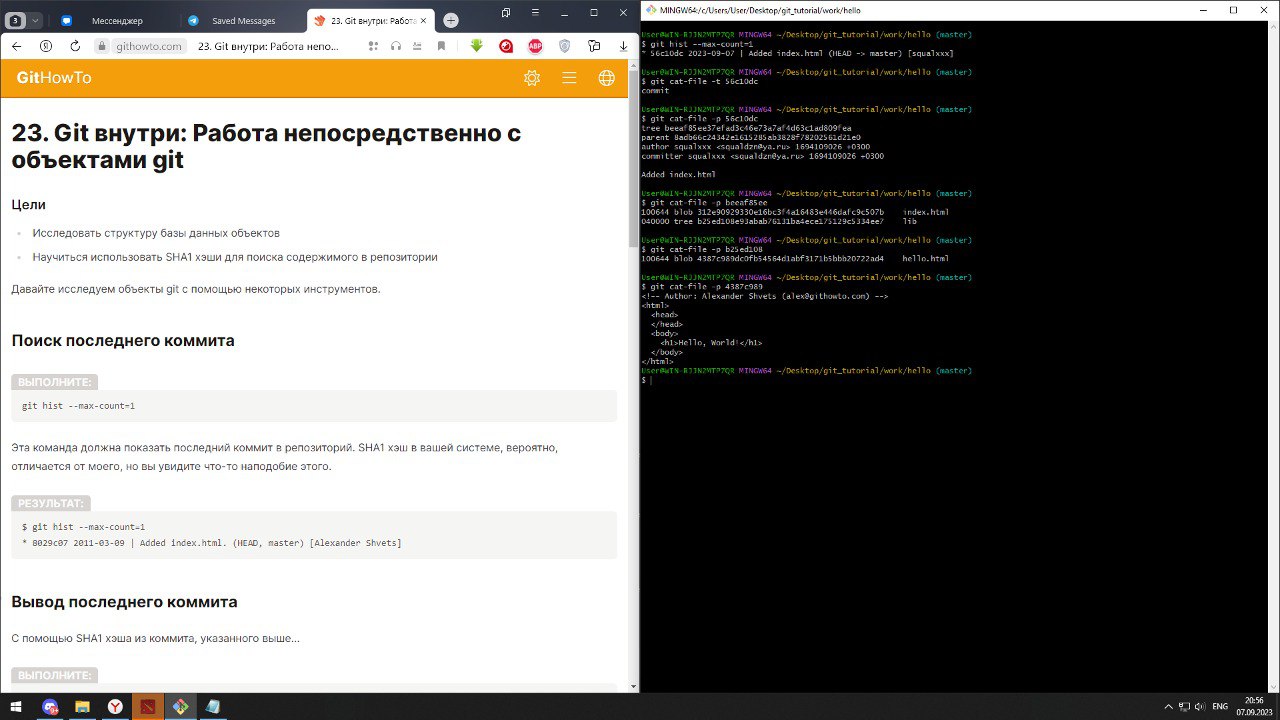 3
Мессенджер
Saved Messages
23. Git внутри: Работа
githowto.com
23. Git внутри: Работа непо...
ABP
GitHowTo
23. Git внутри: Работа непосредственно с
объектами git
Цели
Исследовать структуру базы данных объектов
Научиться использовать SHA1 хэши для поиска содержимого в репозитории
Давайте исследуем объекты git с помощью некоторых инструментов.
Поиск последнего коммита
ВЫПОЛНИТЕ:
git hist --max-count=1
Эта команда должна показать последний коммит в репозиторий. SHA1 хэш в вашей системе, вероятно,
отличается от моего, но вы увидите что-то наподобие этого.
РЕЗУЛЬТАТ:
$ git hist --max-count=1
* 8029c07 2011-03-09 | Added index.html. (HEAD, master) [Alexander Shvets]
Вывод последнего коммита
С помощью SHA1 хэша из коммита, указанного выше...
ВЫПОЛНИТЕ:
MINGW64:/c/Users/User/Desktop/git_tutorial/work/hello
User@WIN-RJJN2MTP7QR MINGW64 ~/Desktop/git_tutorial/work/hello (master)
$ git hist --max-count=1
* 56c10dc 2023-09-07 | Added index.html (HEAD -> master) [squalxxx]
User@WIN-RJJN2MTP7QR MINGW64 ~/Desktop/git_tutorial/work/hello (master)
$ git cat-file -t 56c10dc
commit
User@WIN-RJJN2MTP7QR MINGW64 ~/Desktop/git_tutorial/work/hello (master)
$ git cat-file -p 56c10dc
tree beeaf85ee37efad3c46e73a7af4d63c1ad809fea
parent 8adb66c24342e1615285ab3828f78202561d21e0
author squalxxx <squaldzn@ya.ru> 1694109026 +0300
committer squalxxx <squaldzn@ya.ru> 1694109026 +0300
Added index.html
User@WIN-RJJN2MTP7QR MINGW64 ~/Desktop/git_tutorial/work/hello (master)
$ git cat-file -p beeaf85ee
100644 blob 312e90929330e16bc3f4a16483e446dafc9c507b index.html
040000 tree b25ed108e93abab76131ba4ece175129c5334ee7 lib
User@WIN-RJJN2MTP7QR MINGW64 ~/Desktop/git_tutorial/work/hello (master)
$ git cat-file -p b25ed108
100644 blob 4387c989dc0fb54564d1abf3171b5bbb20722ad4 hello.html
User@WIN-RJJN2MTP7QR MINGW64 ~/Desktop/git_tutorial/work/hello (master)
$ git cat-file -p 4387c989
<!-- Author: Alexander Shvets (alex@githowto.com) -->
<html>
<head>
</head>
<body>
<h1>Hello, World!</h1>
</body>
</html>
User@WIN-RJJN2MTP7QR MINGW64 ~/Desktop/git_tutorial/work/hello (master)
$
ENG
20:56
07.09.2023